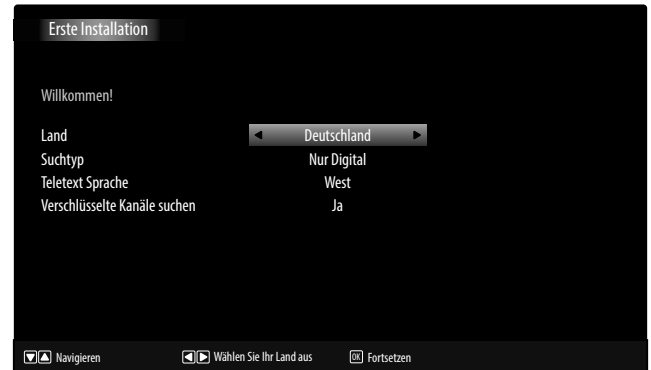 Erste Installation
Willkommen!
Land Deutschland
Suchtyp Nur Digital
Teletext Sprache West
Verschlüsselte Kanäle suchen Ja
Navigieren Wählen Sie Ihr Land aus OK Fortsetzen